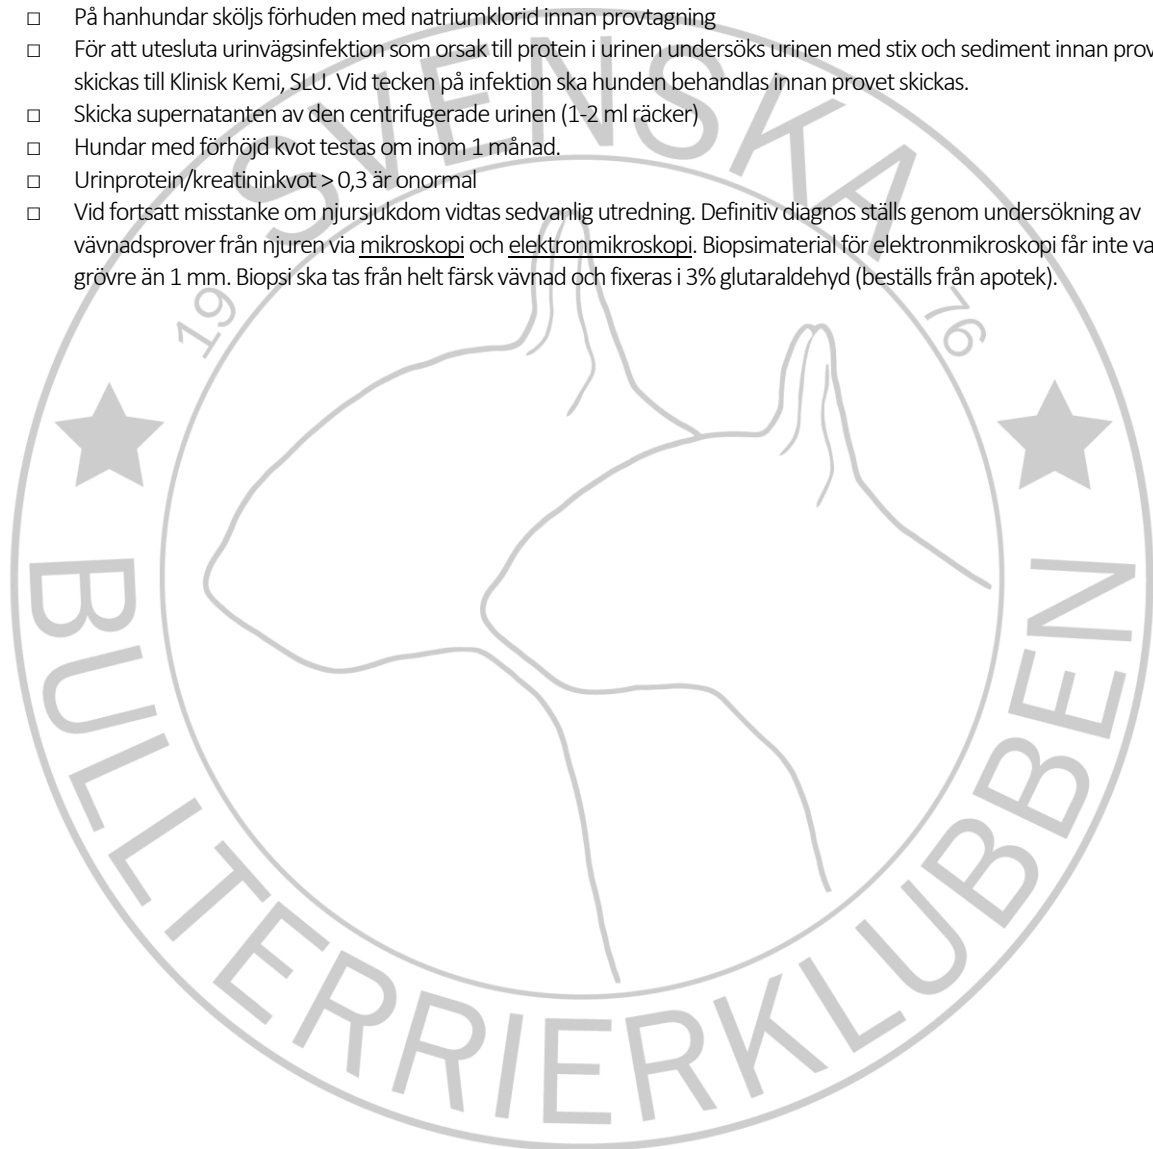 □ På hanhundar sköljs förhuden med natriumklorid innan provtagning
□ För att utesluta urinvägsinfektion som orsak till protein i urinen undersöks urinen med stix och sediment innan prov
skickas till Klinisk Kemi, SLU. Vid tecken på infektion ska hunden behandlas innan provet skickas.
□ Skicka supernatanten av den centrifugerade urinen (1-2 ml räcker)
□ Hundar med förhöjd kvot testas om inom 1 månad.
□ Urinprotein/kreatininkvot > 0,3 är onormal
□ Vid fortsatt misstanke om njursjukdom vidtas sedvanlig utredning. Definitiv diagnos ställs genom undersökning av
vävnadsprover från njuren via mikroskopi och elektronmikroskopi. Biopsimaterial för elektronmikroskopi får inte va
grövre än 1 mm. Biopsi ska tas från helt färsk vävnad och fixeras i 3% glutaraldehyd (beställs från apotek).
SVENSKA
19 76
BULLTERRIERKLUBBEN